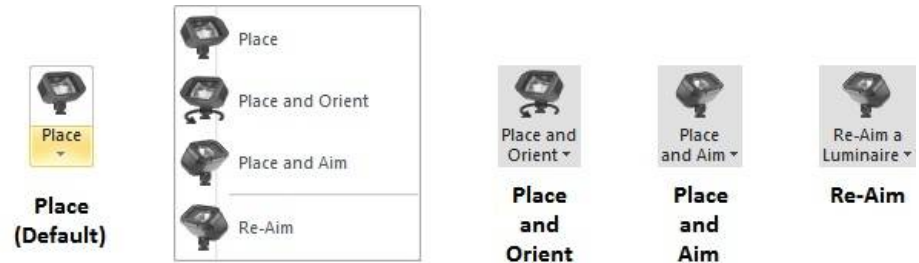 Place
Place
(Default)
Place
Place and Orient
Place and Aim
Re-Aim
Place and
Orient
Place
and
Orient
Place
and Aim
Place
and
Aim
Re-Aim a
Luminaire
Re-Aim